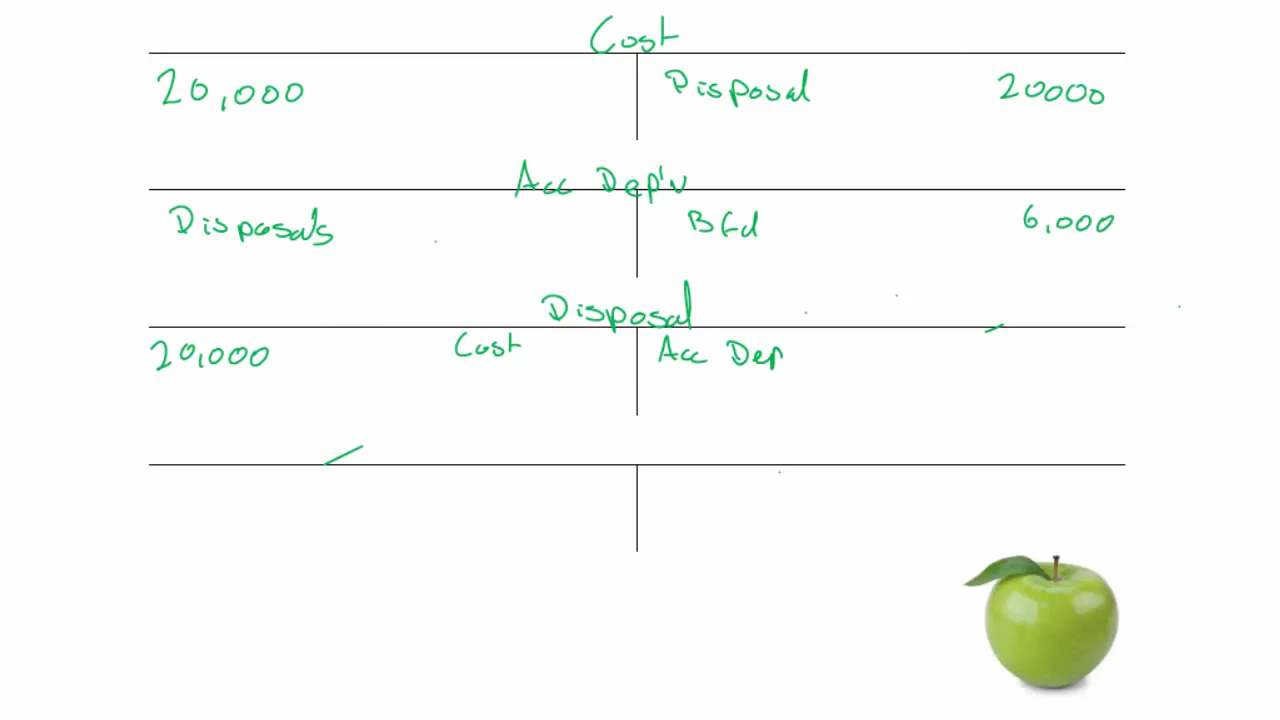 Cost
20,000 Disposal 20000
Acc Dep'n
Disposals Bfd 6,000
Disposal
20,000 Cost Acc Dep